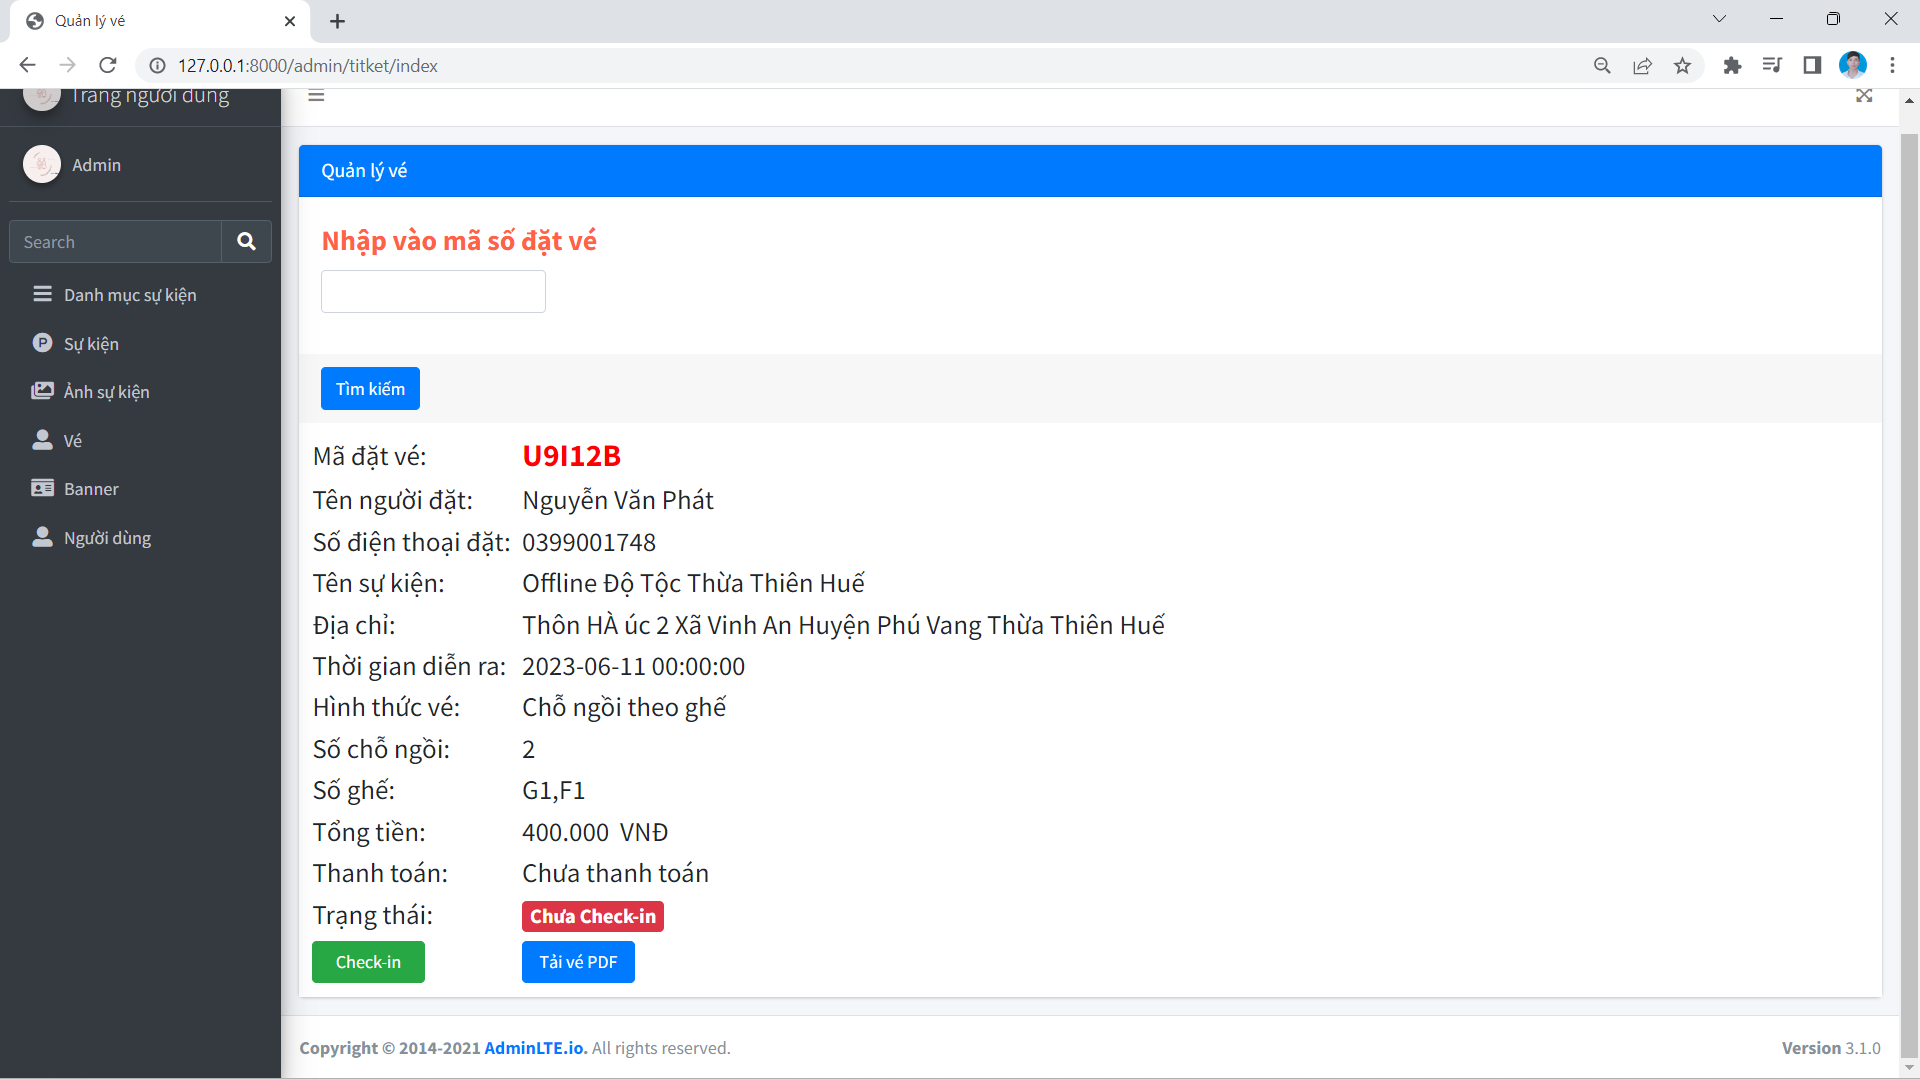 Quản lý vé
127.0.0.1:8000/admin/titket/index
Trang người dùng
Admin
Search
Danh mục sự kiện
Sự kiện
Ảnh sự kiện
Vé
Banner
Người dùng
Quản lý vé
Nhập vào mã số đặt vé
Tìm kiếm
Mã đặt vé: U9I12B
Tên người đặt: Nguyễn Văn Phát
Số điện thoại đặt: 0399001748
Tên sự kiện: Offline Độ Tộc Thừa Thiên Huế
Địa chỉ: Thôn HÀ úc 2 Xã Vinh An Huyện Phú Vang Thừa Thiên Huế
Thời gian diễn ra: 2023-06-11 00:00:00
Hình thức vé: Chỗ ngồi theo ghế
Số chỗ ngồi: 2
Số ghế: G1,F1
Tổng tiền: 400.000 VNĐ
Thanh toán: Chưa thanh toán
Trạng thái: Chưa Check-in
Check-in Tải vé PDF
Copyright © 2014-2021 AdminLTE.io. All rights reserved. Version 3.1.0